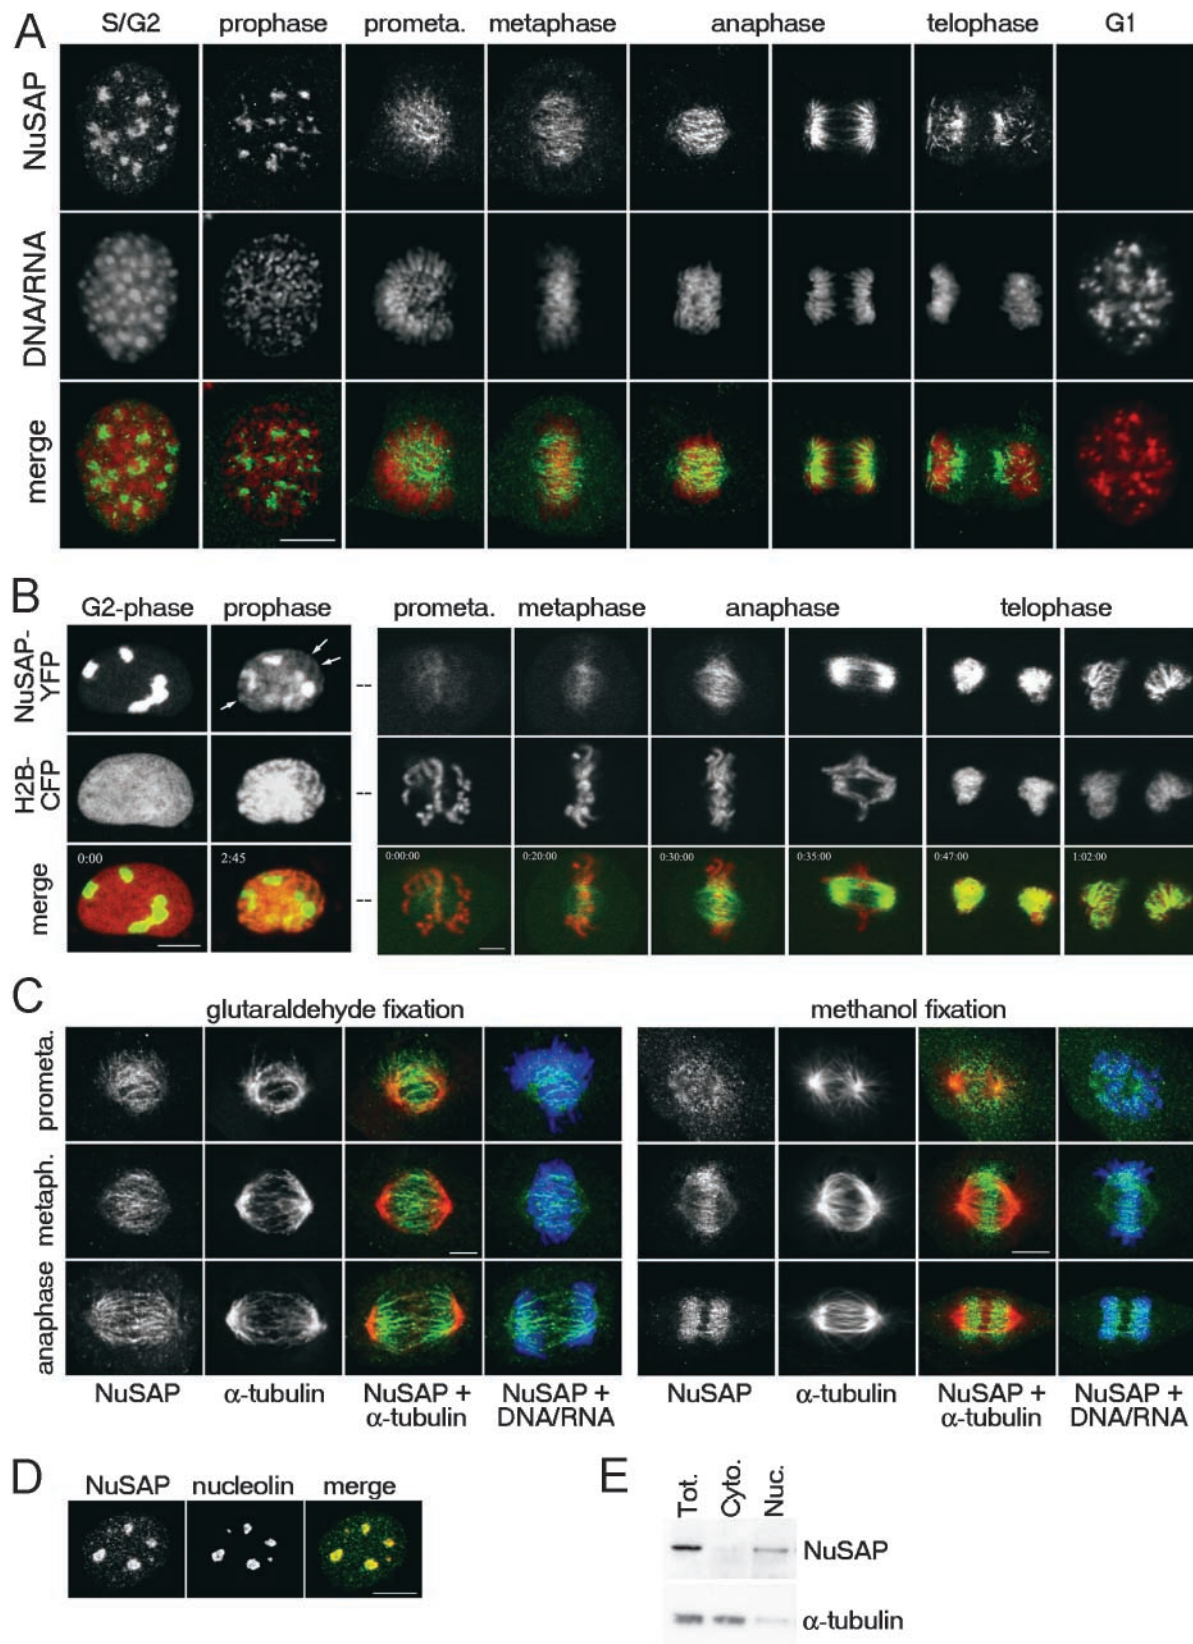 A
S/G2 prophase prometa. metaphase anaphase telophase G1
NuSAP
DNA/RNA
merge
B
G2-phase prophase prometa. metaphase anaphase telophase
NuSAP-
YFP
H2B-
CFP
merge
0:00 2:45 0:00:00 0:20:00 0:30:00 0:35:00 0:47:00 1:02:00
C
glutaraldehyde fixation methanol fixation
prometa.
metaph.
anaphase
NuSAP α-tubulin NuSAP + NuSAP + NuSAP α-tubulin NuSAP + NuSAP +
α-tubulin DNA/RNA α-tubulin DNA/RNA
D
NuSAP nucleolin merge
E
Tot. Cyto. Nuc.
NuSAP
α-tubulin